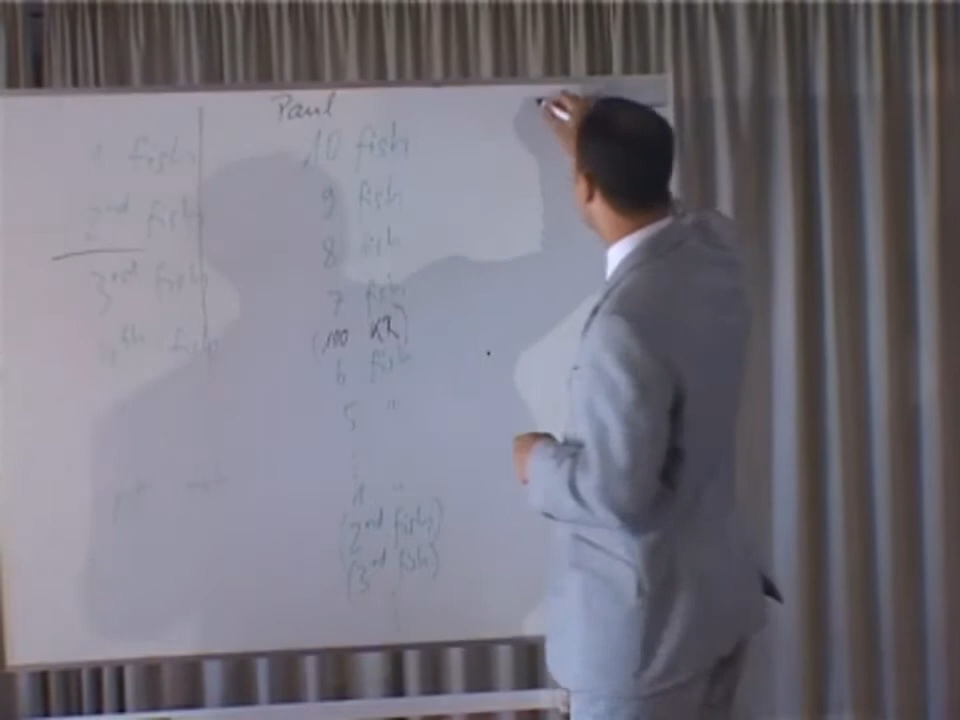 1 fish
2nd fish
3rd fish
4th fish
Paul
10 fish
9 fish
8 fish
7 fish
(100 KR)
6 fish
5 "
1 "
(2nd fish)
(3rd fish)